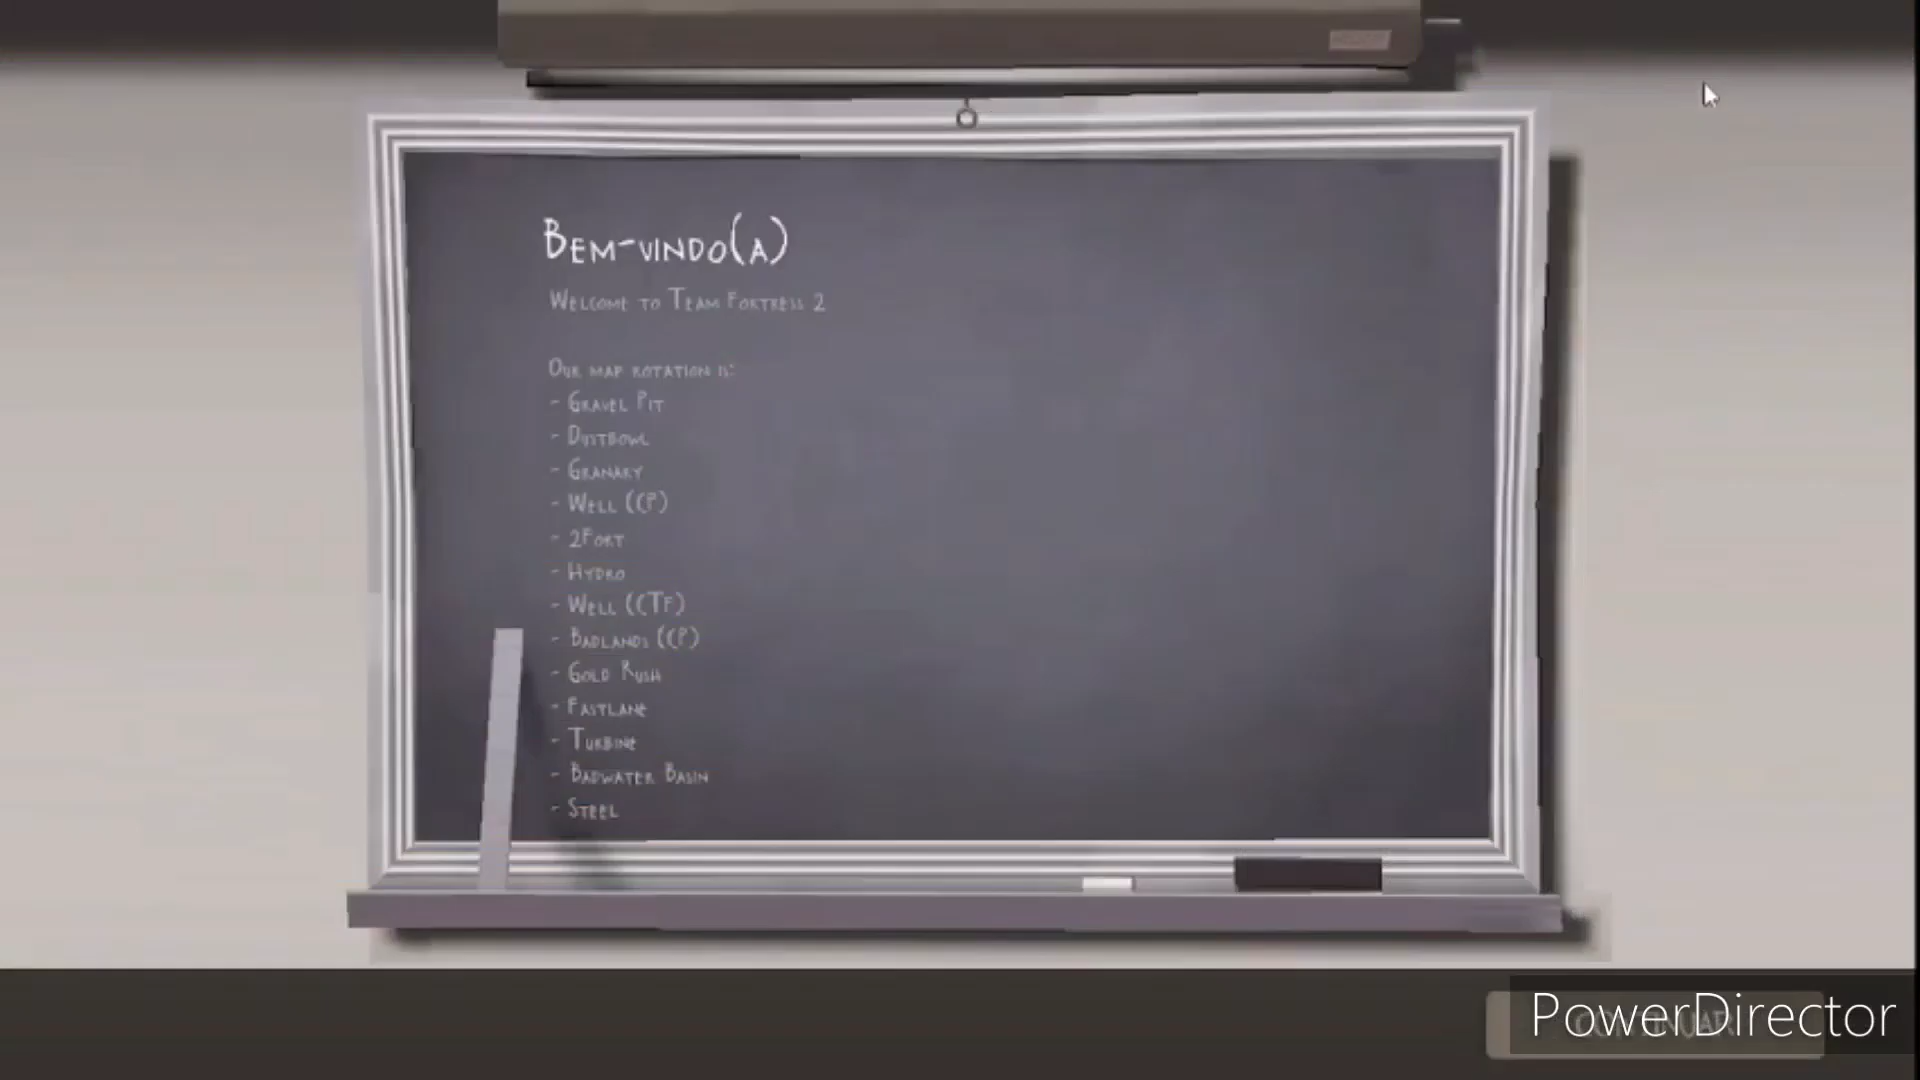 Bem-vindo(a)
Welcome to Team Fortress 2
Our map rotation is:
- Gravel Pit
- Dustbowl
- Granary
- Well (CP)
- 2Fort
- Hydro
- Well (CTF)
- Badlands (CP)
- Gold Rush
- Fastlane
- Turbine
- Badwater Basin
- Steel
PowerDirector